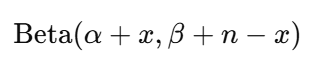 Beta(α + x, β + n − x)